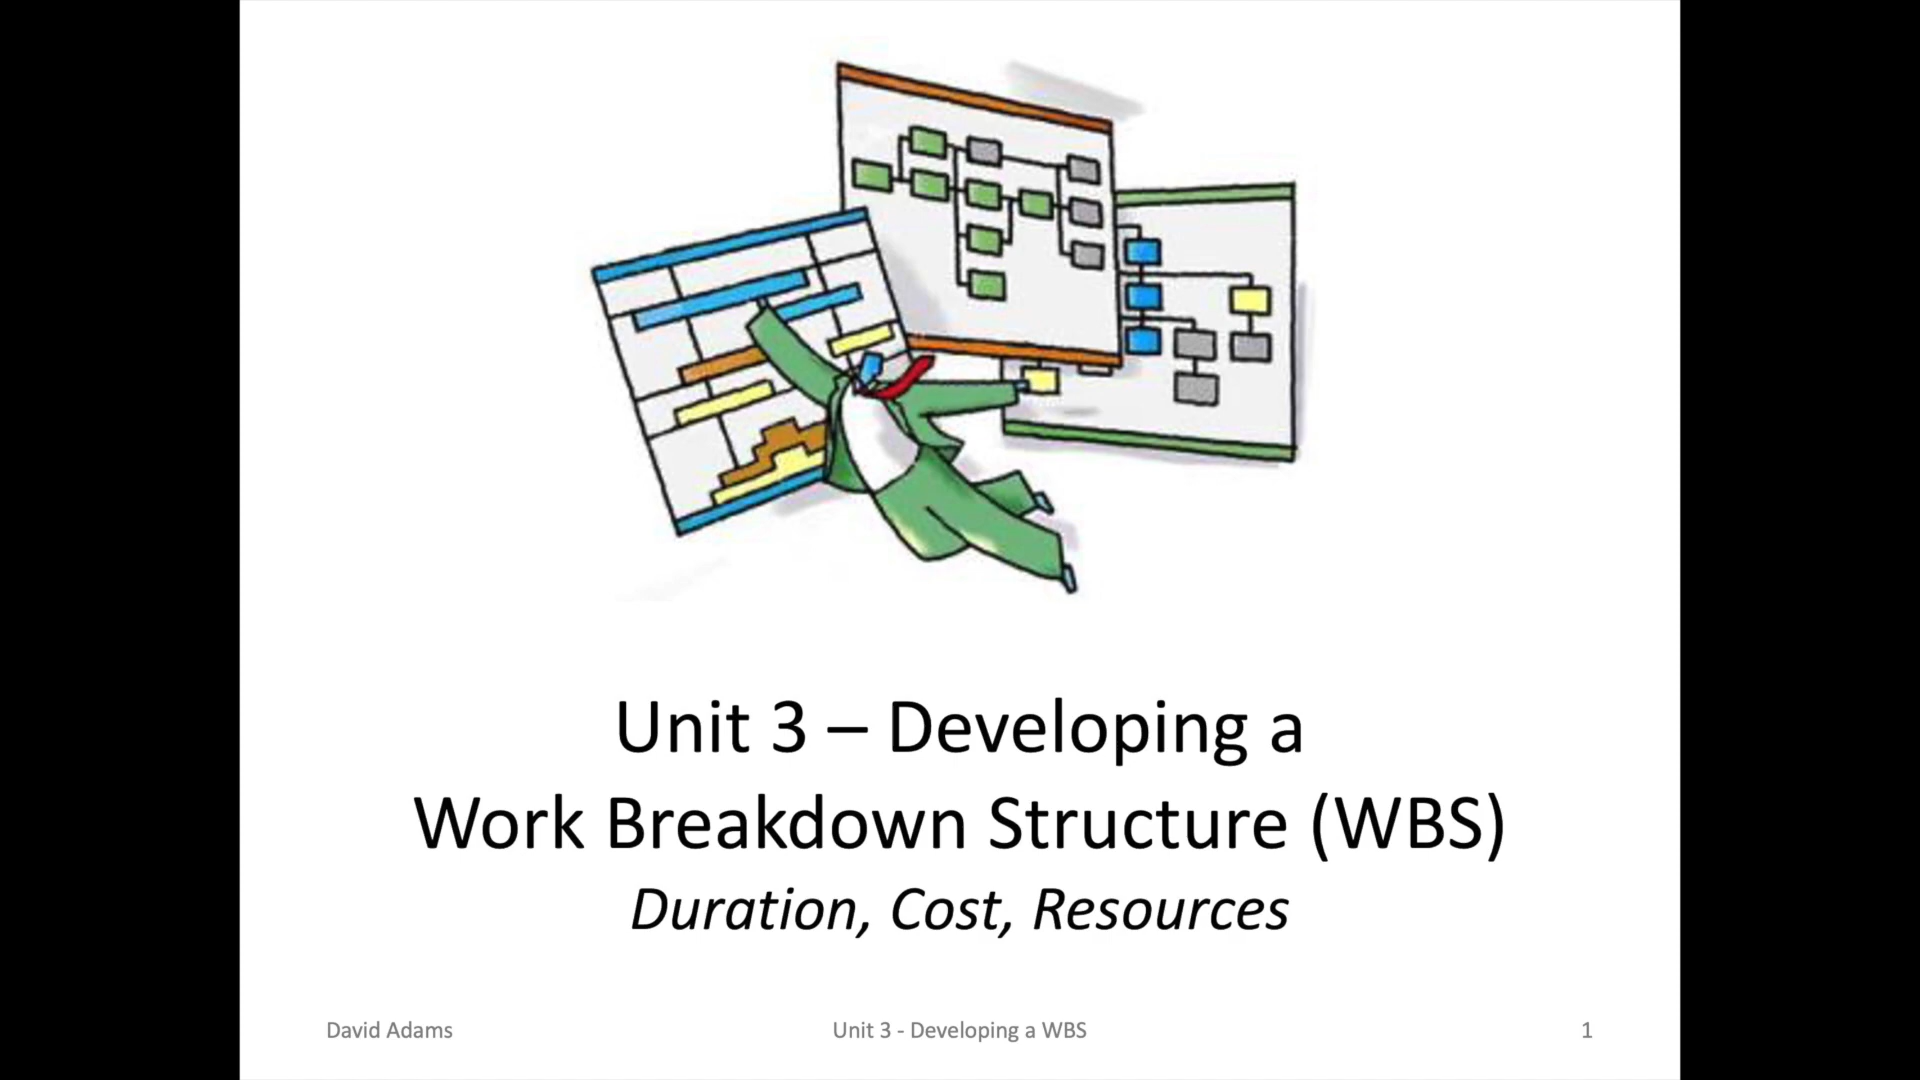 Unit 3 – Developing a
Work Breakdown Structure (WBS)
Duration, Cost, Resources
David Adams
Unit 3 - Developing a WBS
1